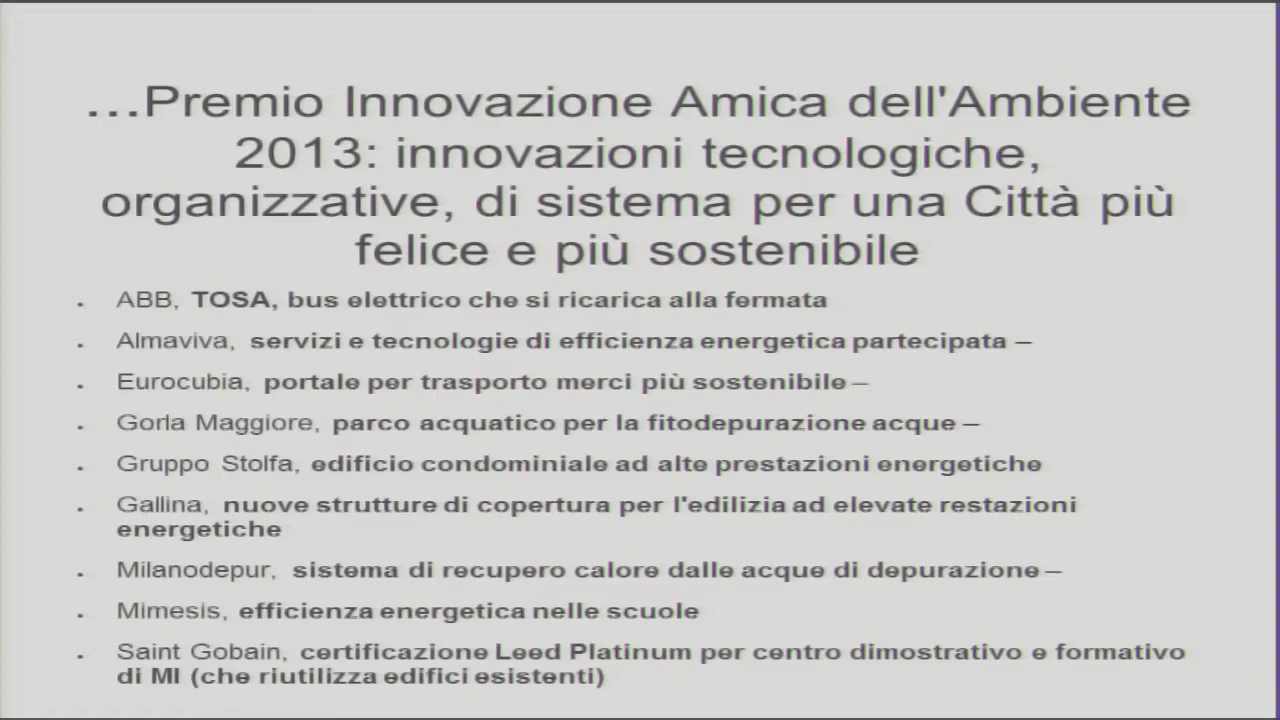 …Premio Innovazione Amica dell'Ambiente
2013: innovazioni tecnologiche,
organizzative, di sistema per una Città più
felice e più sostenibile
. ABB, TOSA, bus elettrico che si ricarica alla fermata
. Almaviva, servizi e tecnologie di efficienza energetica partecipata –
. Eurocubia, portale per trasporto merci più sostenibile –
. Gorla Maggiore, parco acquatico per la fitodepurazione acque –
. Gruppo Stolfa, edificio condominiale ad alte prestazioni energetiche
. Gallina, nuove strutture di copertura per l'edilizia ad elevate restazioni
energetiche
. Milanodepur, sistema di recupero calore dalle acque di depurazione –
. Mimesis, efficienza energetica nelle scuole
. Saint Gobain, certificazione Leed Platinum per centro dimostrativo e formativo
di MI (che riutilizza edifici esistenti)